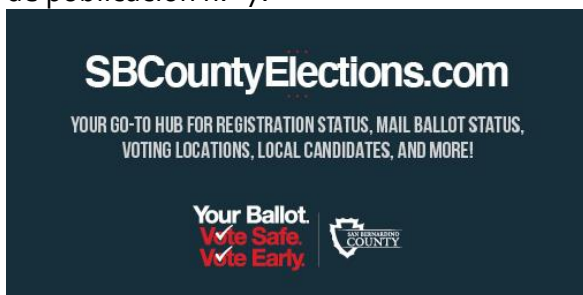 SBCountyElections.com
YOUR GO-TO HUB FOR REGISTRATION STATUS, MAIL BALLOT STATUS,
VOTING LOCATIONS, LOCAL CANDIDATES, AND MORE!
Your Ballot.
Vote Safe.
Vote Early.
SAN BERNARDINO
COUNTY